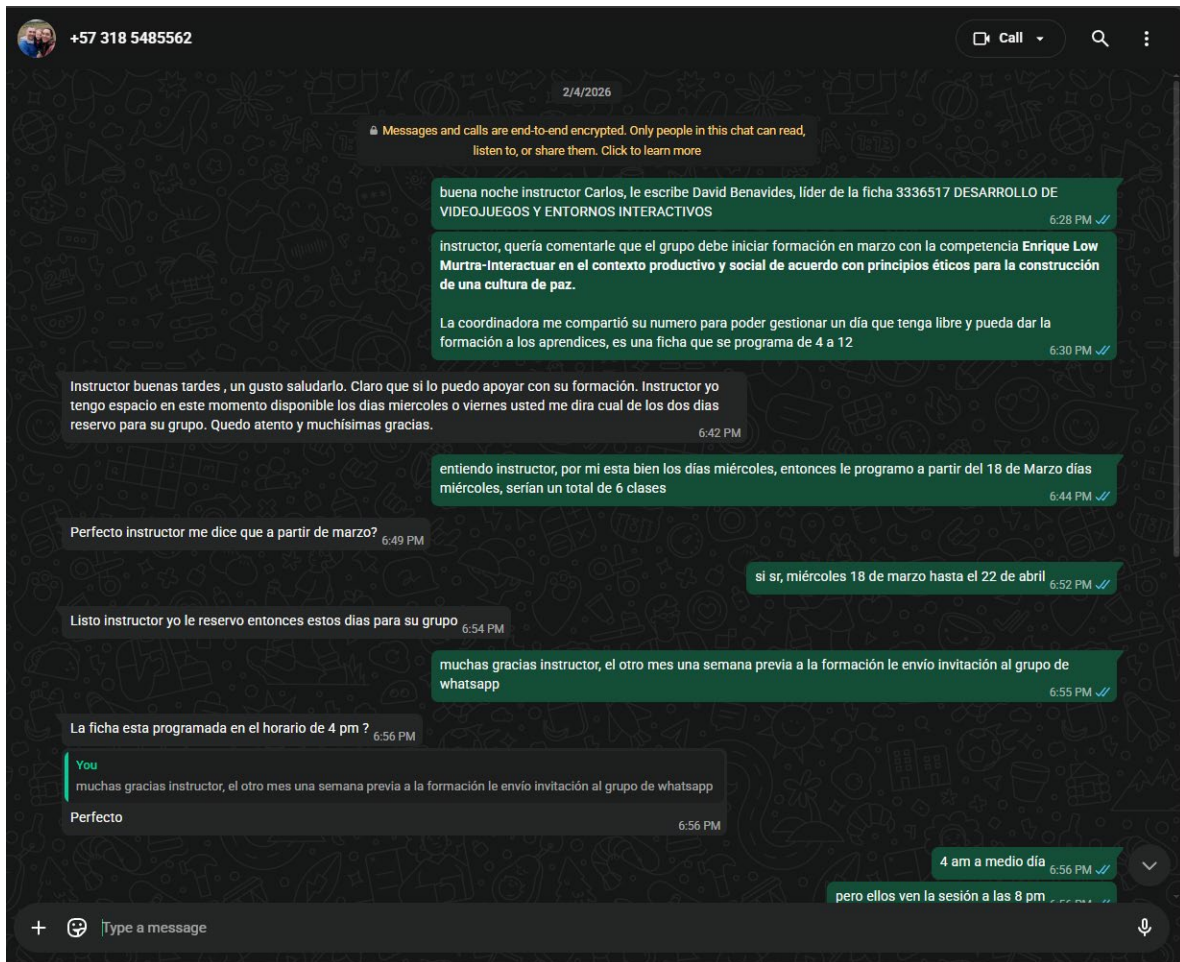 +57 318 5485562
Call
2/4/2026
Messages and calls are end-to-end encrypted. Only people in this chat can read,
listen to, or share them. Click to learn more
buena noche instructor Carlos, le escribe David Benavides, líder de la ficha 3336517 DESARROLLO DE
VIDEOJUEGOS Y ENTORNOS INTERACTIVOS
6:28 PM
instructor, quería comentarle que el grupo debe iniciar formación en marzo con la competencia Enrique Low
Murtra-Interactuar en el contexto productivo y social de acuerdo con principios éticos para la construcción
de una cultura de paz.
La coordinadora me compartió su numero para poder gestionar un día que tenga libre y pueda dar la
formación a los aprendices, es una ficha que se programa de 4 a 12
6:30 PM
Instructor buenas tardes , un gusto saludarlo. Claro que si lo puedo apoyar con su formación. Instructor yo
tengo espacio en este momento disponible los dias miercoles o viernes usted me dira cual de los dos dias
reservo para su grupo. Quedo atento y muchísimas gracias.
6:42 PM
entiendo instructor, por mi esta bien los días miércoles, entonces le programo a partir del 18 de Marzo días
miércoles, serían un total de 6 clases
6:44 PM
Perfecto instructor me dice que a partir de marzo? 6:49 PM
si sr, miércoles 18 de marzo hasta el 22 de abril 6:52 PM
Listo instructor yo le reservo entonces estos dias para su grupo 6:54 PM
muchas gracias instructor, el otro mes una semana previa a la formación le envío invitación al grupo de
whatsapp
6:55 PM
La ficha esta programada en el horario de 4 pm ? 6:56 PM
You
muchas gracias instructor, el otro mes una semana previa a la formación le envío invitación al grupo de whatsapp
Perfecto
6:56 PM
4 am a medio día 6:56 PM
pero ellos ven la sesión a las 8 pm
Type a message